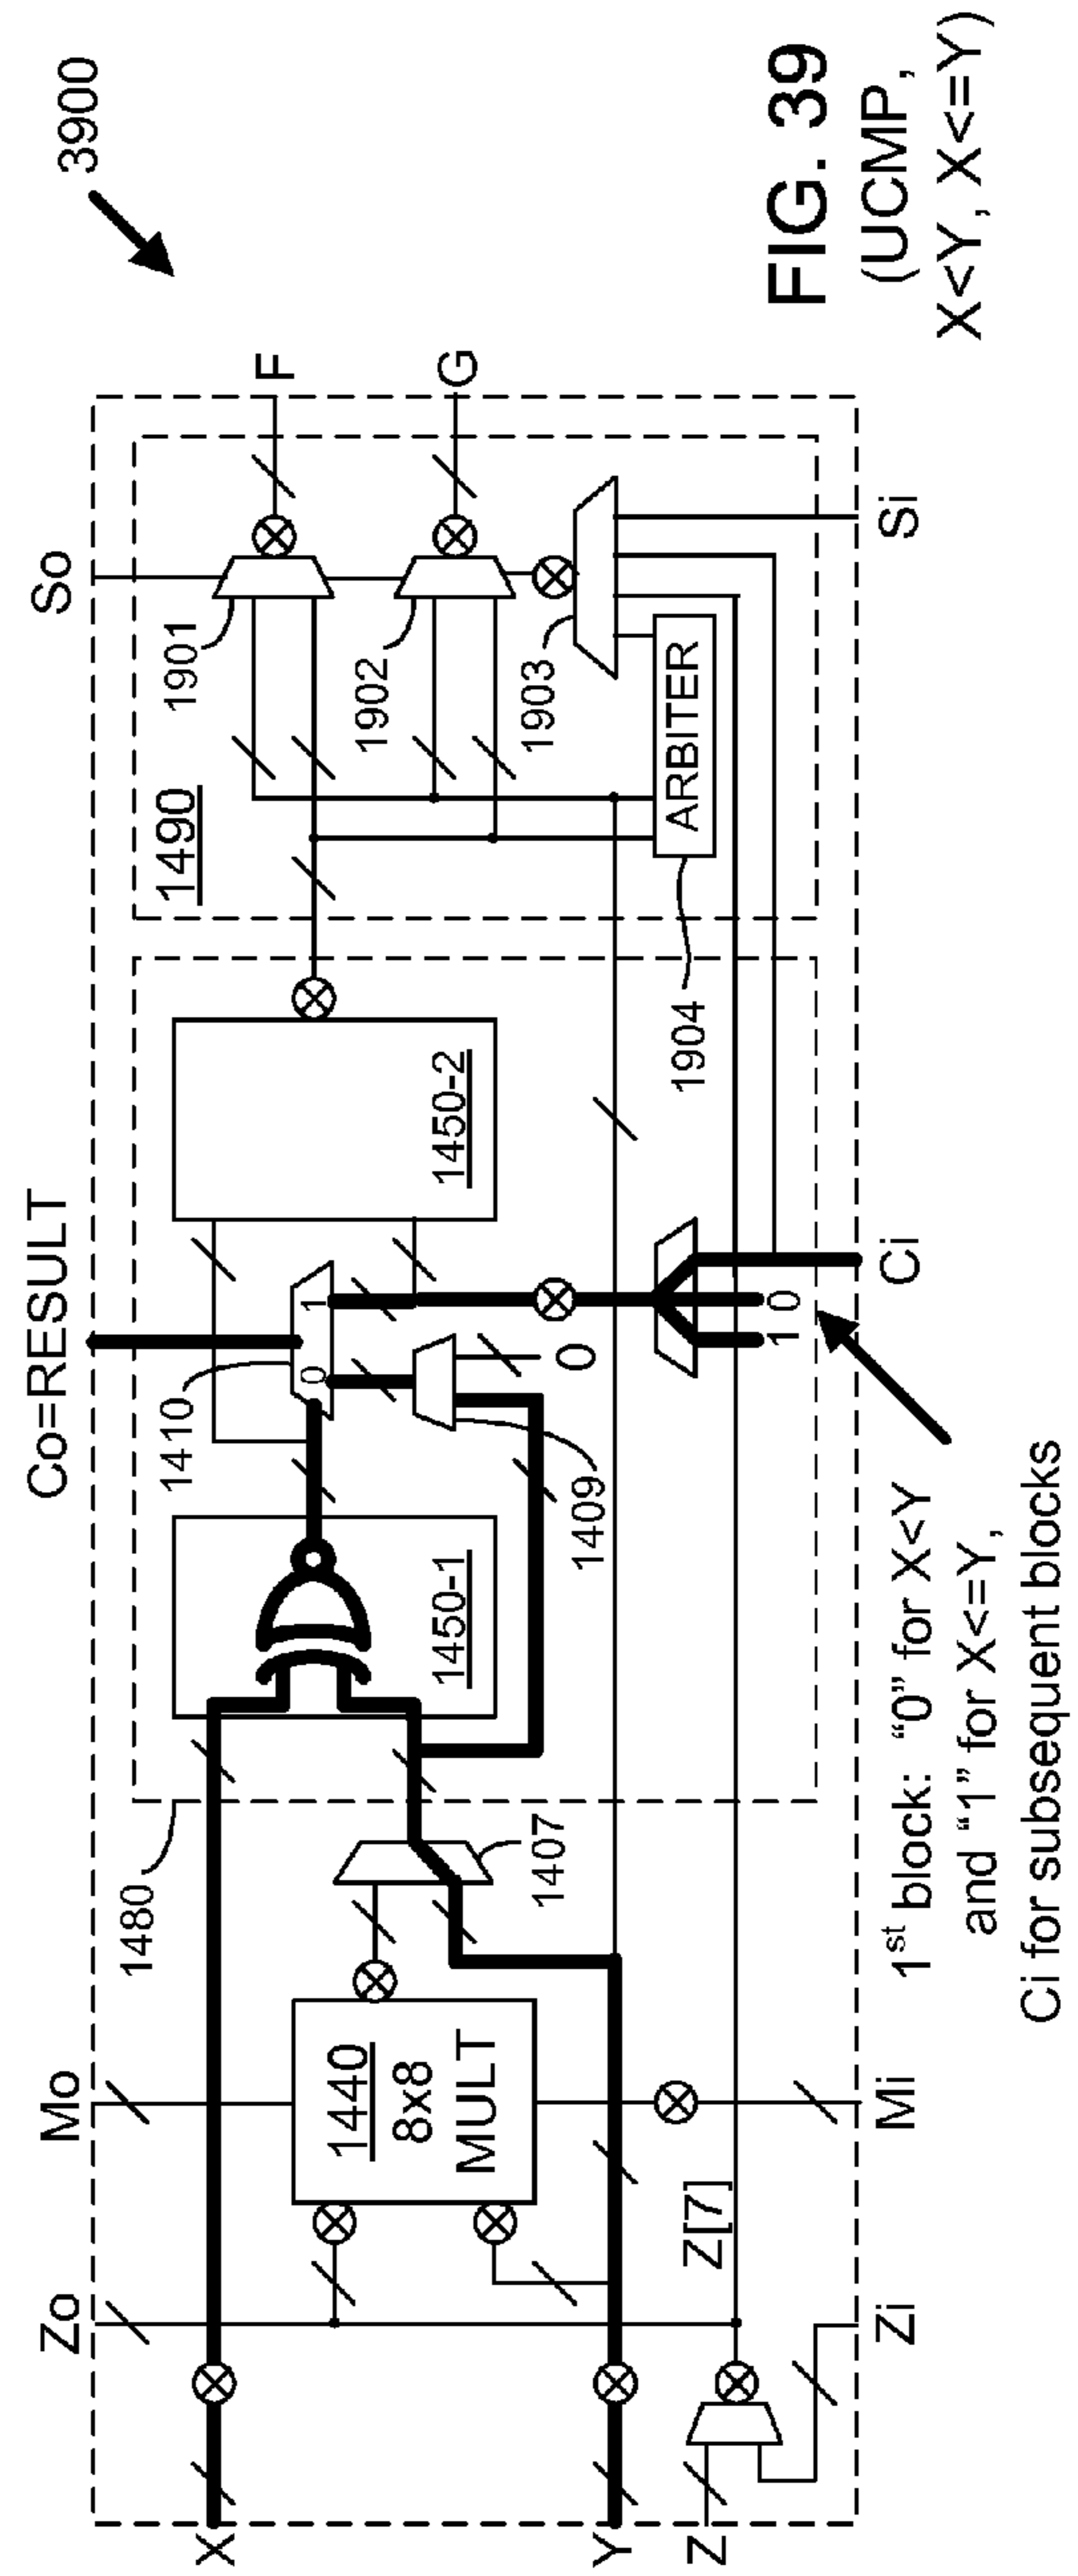 3900
Zo
Mo
Co=RESULT
So
X
Y
Z
1480
1440
8x8
MULT
1407
Z[7]
1450-1
1409
1410
0
1
0
1450-2
1490
1901
1902
1903
ARBITER
1904
F
G
1 0
Zi
Mi
Ci
Si
1st block: “0” for X<Y
and “1” for X<=Y,
Ci for subsequent blocks
FIG. 39
(UCMP,
X<Y, X<=Y)